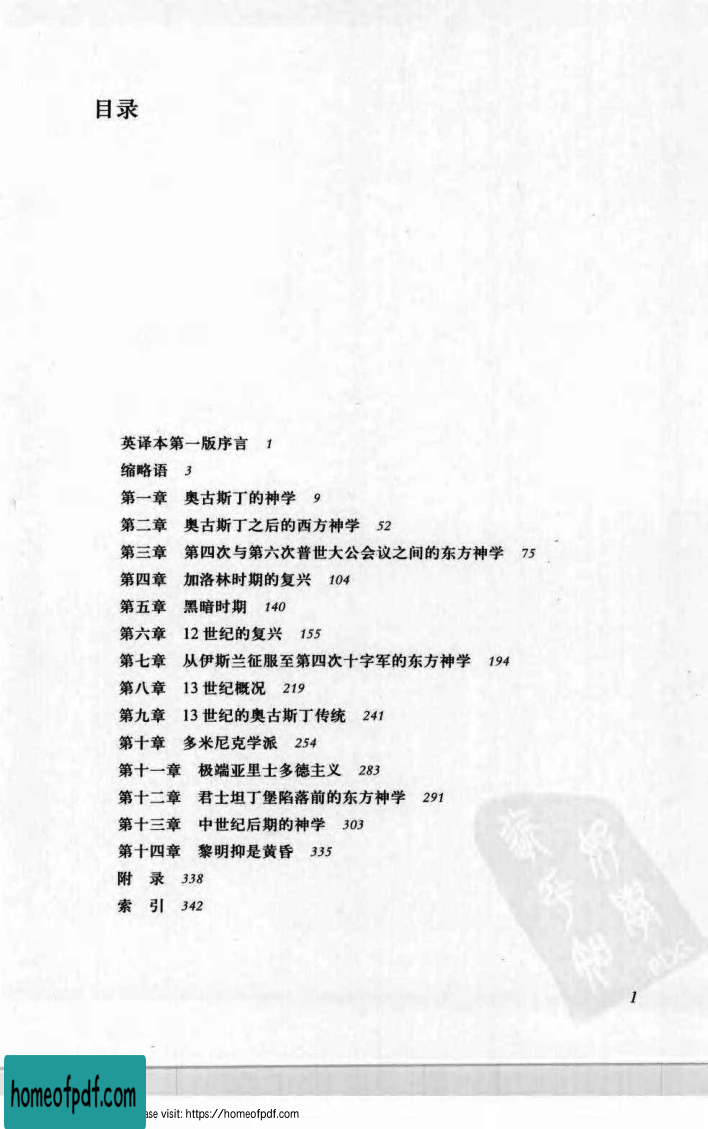 目录
英译本第一版序言 1
缩略语 3
第一章 奥古斯丁的神学 9
第二章 奥古斯丁之后的西方神学 52
第三章 第四次与第六次普世大公会议之间的东方神学 75
第四章 加洛林时期的复兴 104
第五章 黑暗时期 140
第六章 12世纪的复兴 155
第七章 从伊斯兰征服至第四次十字军的东方神学 194
第八章 13世纪概况 219
第九章 13世纪的奥古斯丁传统 241
第十章 多米尼克学派 254
第十一章 极端亚里士多德主义 283
第十二章 君士坦丁堡陷落前的东方神学 291
第十三章 中世纪后期的神学 303
第十四章 黎明抑是黄昏 335
附 录 338
索 引 342
1
homeofpdf.com
ase visit: https://homeofpdf.com